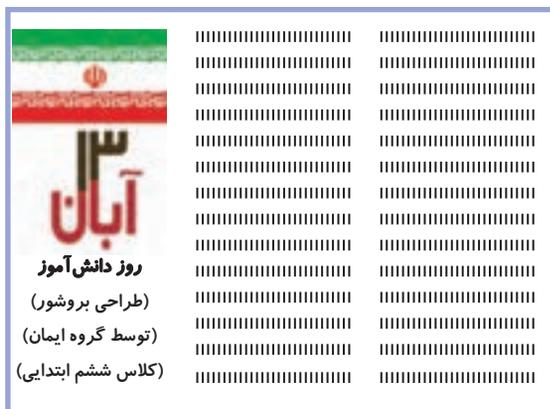 ۱۳
آبان
روز دانش‌آموز
(طراحی بروشور)
(توسط گروه ایمان)
(کلاس ششم ابتدایی)